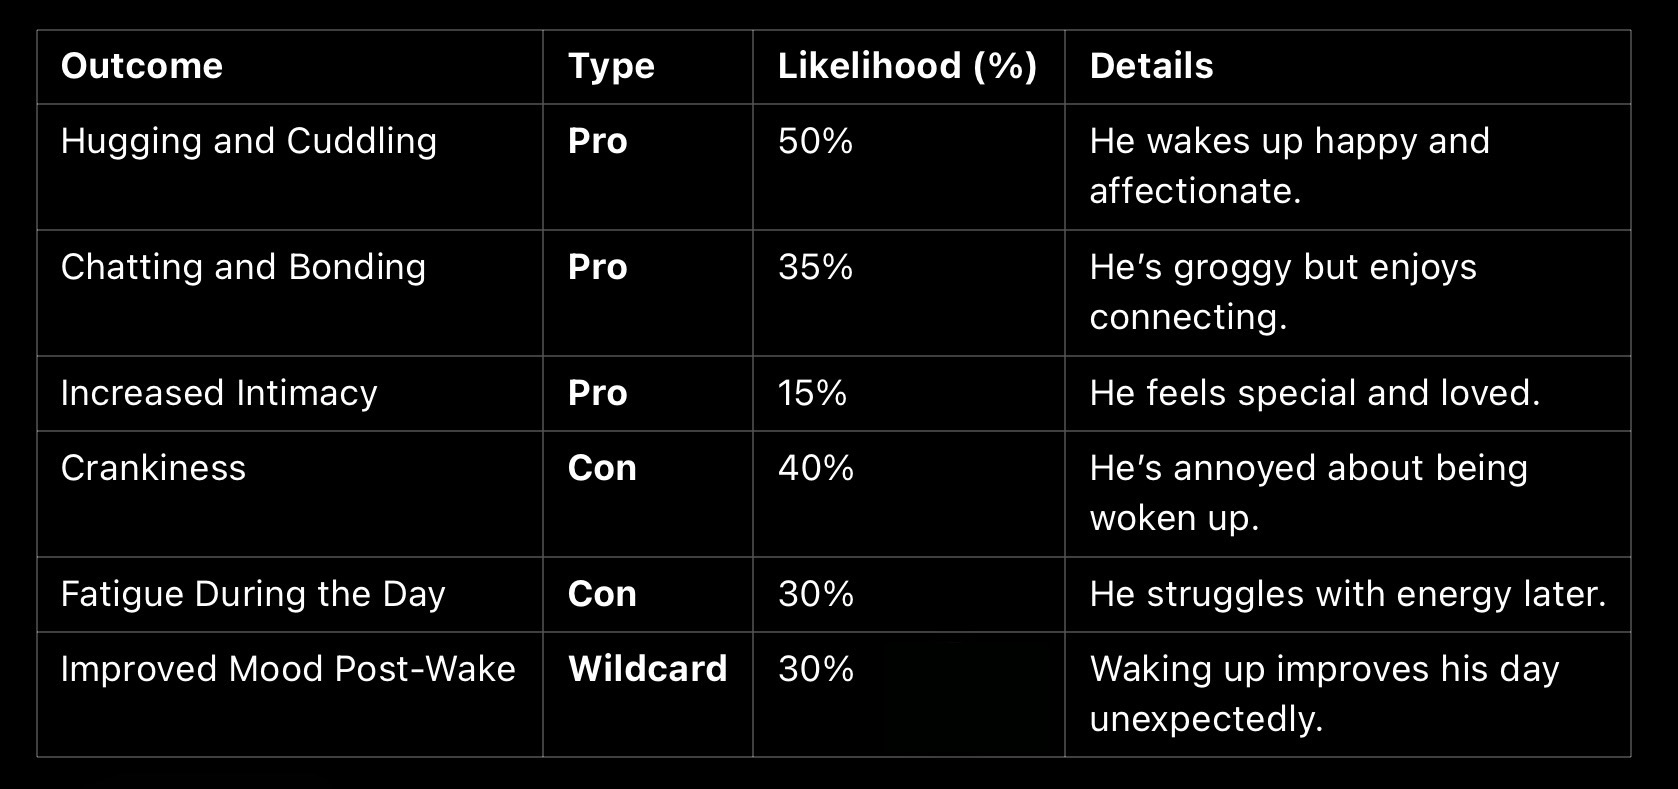 Outcome Type Likelihood (%) Details
Hugging and Cuddling Pro 50% He wakes up happy and
affectionate.
Chatting and Bonding Pro 35% He’s groggy but enjoys
connecting.
Increased Intimacy Pro 15% He feels special and loved.
Crankiness Con 40% He’s annoyed about being
woken up.
Fatigue During the Day Con 30% He struggles with energy later.
Improved Mood Post-Wake Wildcard 30% Waking up improves his day
unexpectedly.